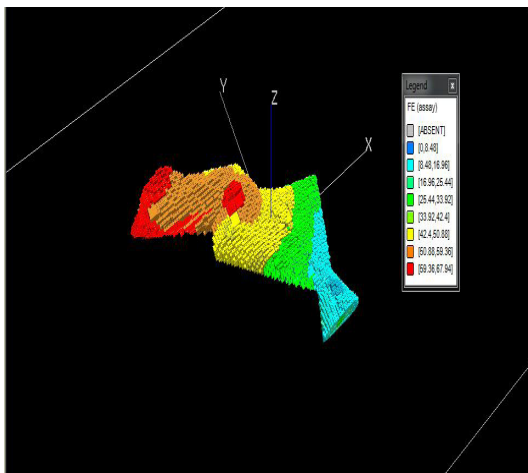 Y
Z
X
Legend x
FE (assay)
[ABSENT]
[0,8.48]
[8.48,16.96]
[16.96,25.44]
[25.44,33.92]
[33.92,42.4]
[42.4,50.88]
[50.88,59.36]
[59.36,67.94]